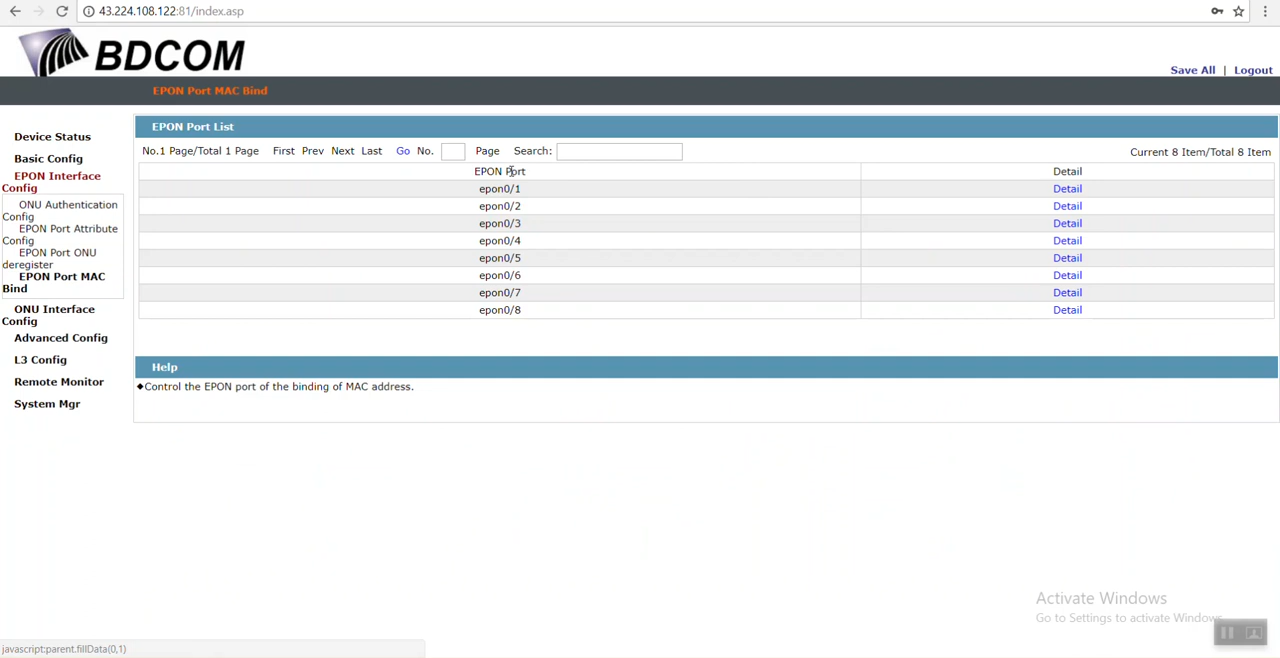 43.224.108.122:81/index.asp
BDCOM
Save All | Logout
EPON Port MAC Bind
Device Status
Basic Config
EPON Interface
Config
ONU Authentication
Config
EPON Port Attribute
Config
EPON Port ONU
deregister
EPON Port MAC
Bind
ONU Interface
Config
Advanced Config
L3 Config
Remote Monitor
System Mgr
EPON Port List
No.1 Page/Total 1 Page First Prev Next Last Go No. Page Search: Current 8 Item/Total 8 Item
EPON Port Detail
epon0/1 Detail
epon0/2 Detail
epon0/3 Detail
epon0/4 Detail
epon0/5 Detail
epon0/6 Detail
epon0/7 Detail
epon0/8 Detail
Help
◆Control the EPON port of the binding of MAC address.
Activate Windows
Go to Settings to activate Windows.
javascript:parent.fillData(0,1)